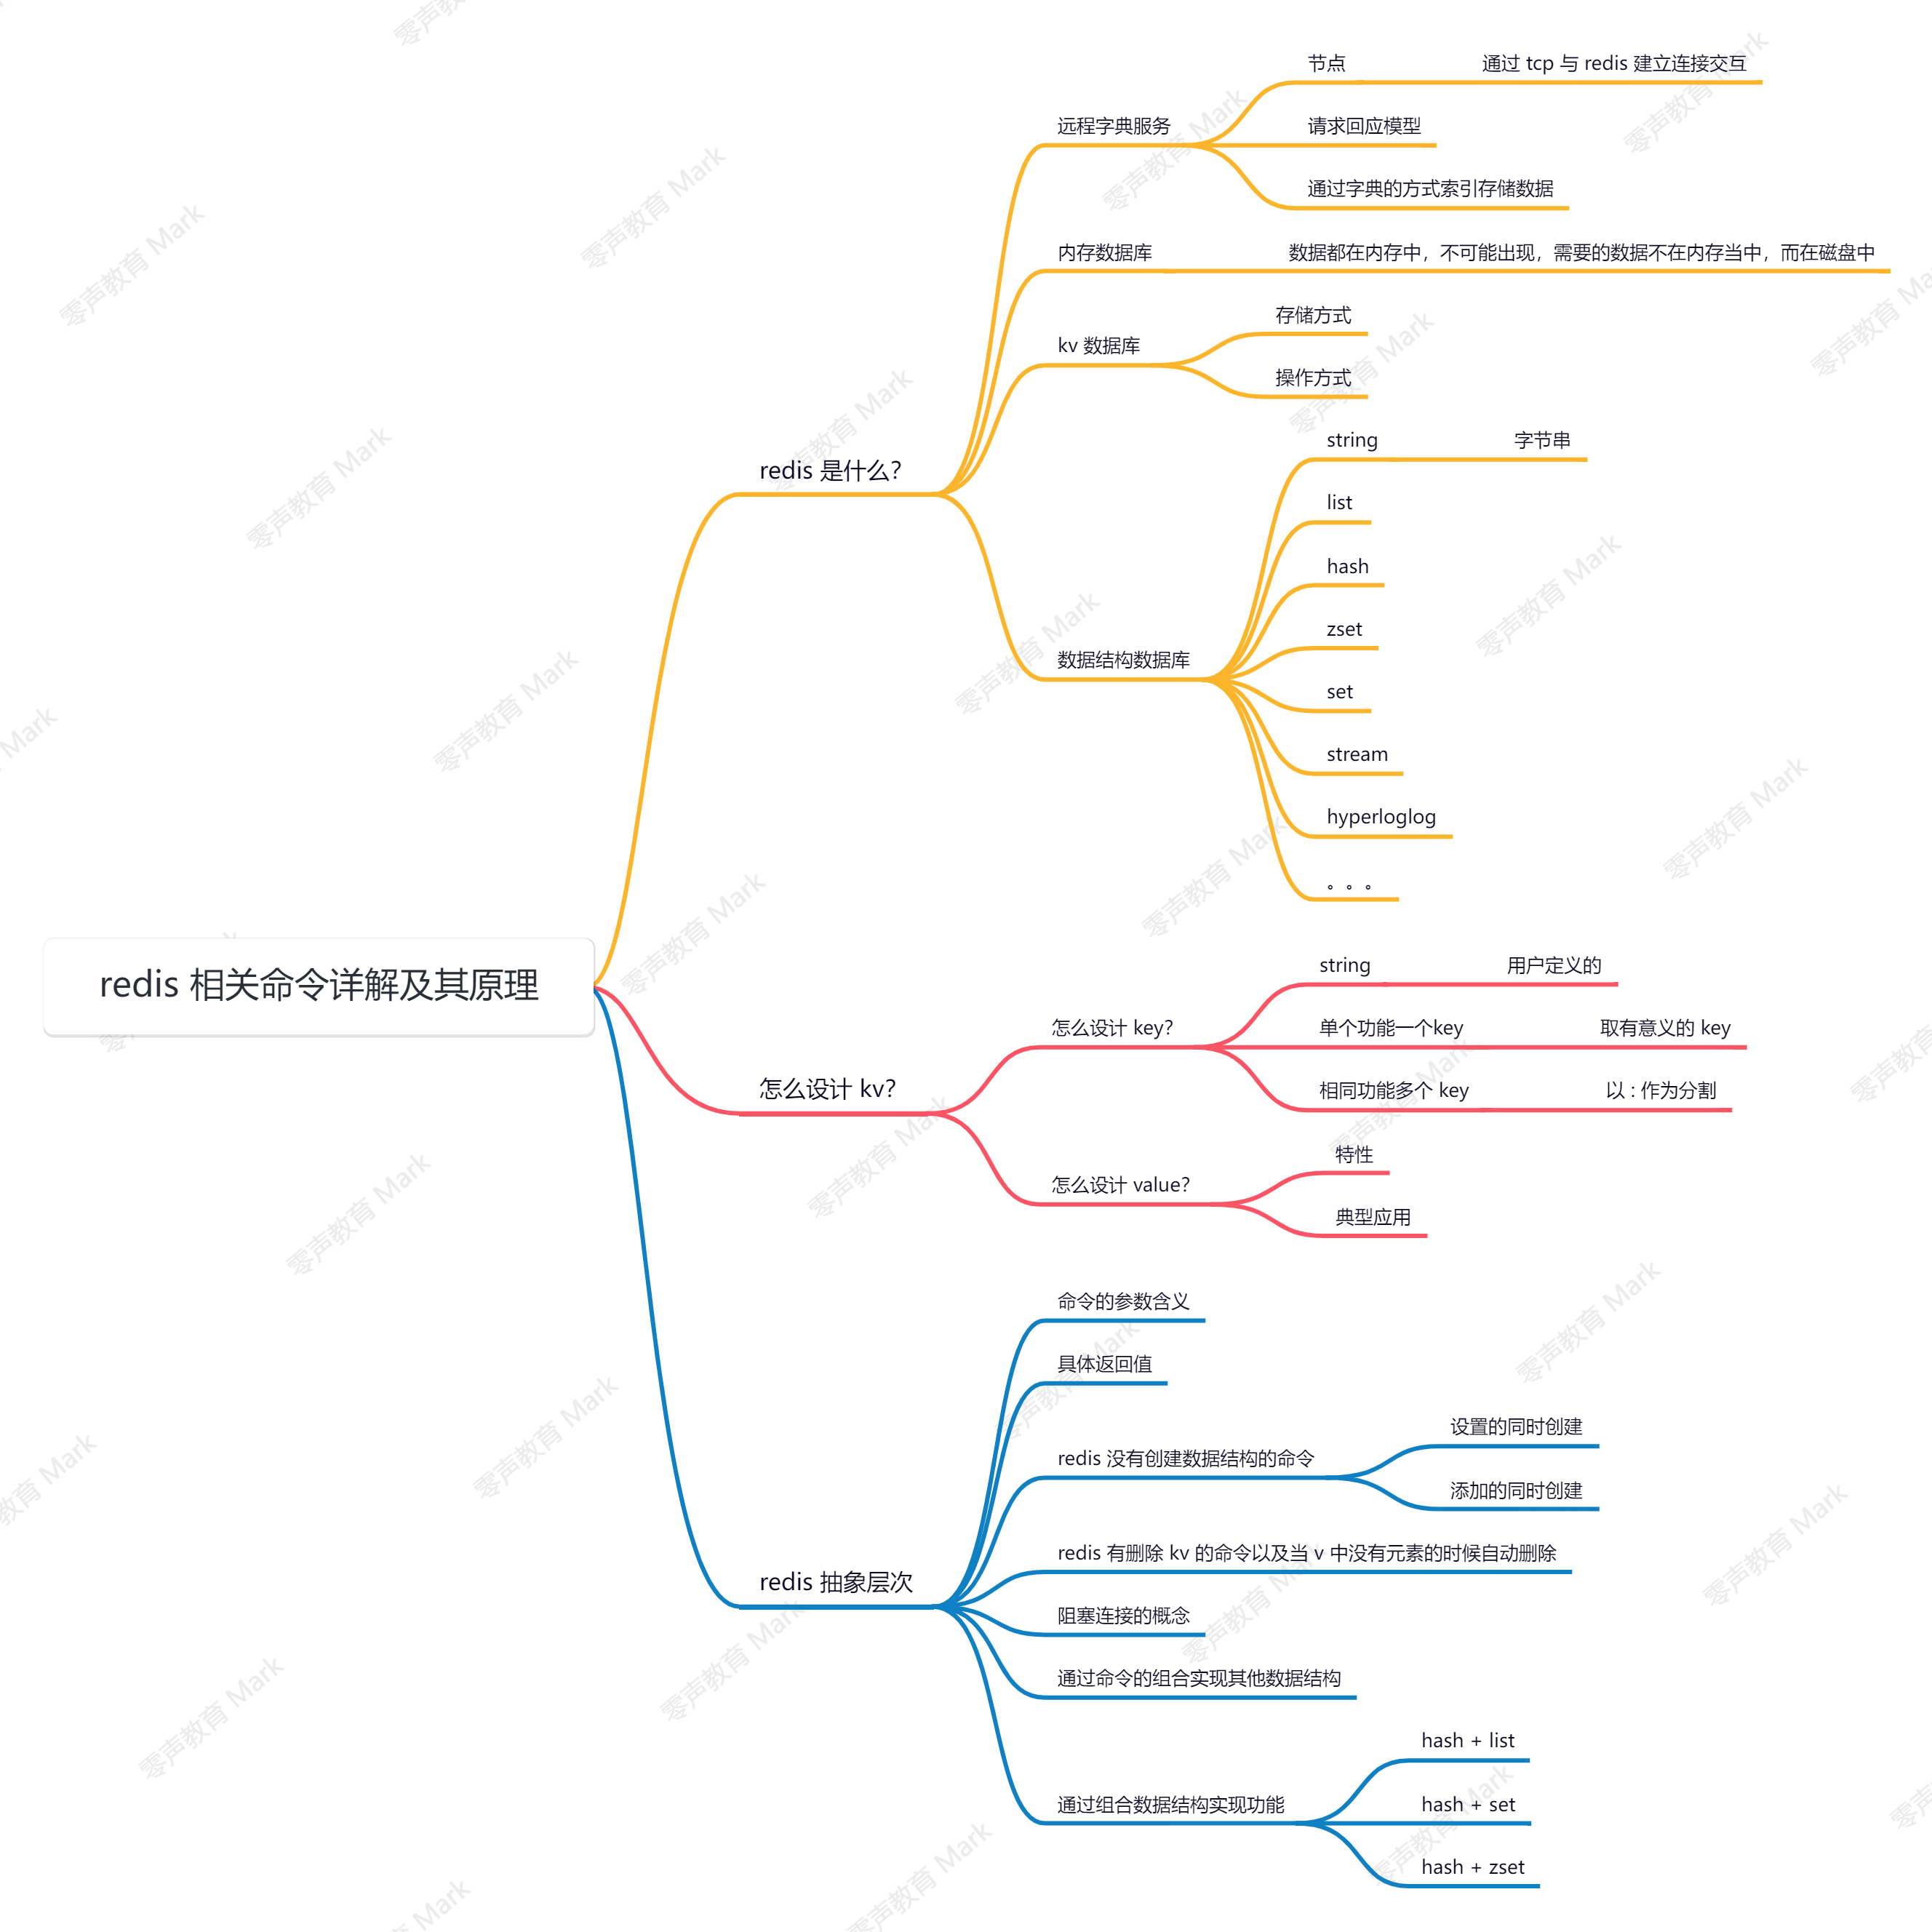 redis 相关命令详解及其原理
redis 是什么？
远程字典服务
节点
通过 tcp 与 redis 建立连接交互
请求回应模型
通过字典的方式索引存储数据
内存数据库
数据都在内存中，不可能出现，需要的数据不在内存当中，而在磁盘中
kv 数据库
存储方式
操作方式
数据结构数据库
string
字节串
list
hash
zset
set
stream
hyperloglog
。。。
怎么设计 kv？
怎么设计 key？
string
用户定义的
单个功能一个key
取有意义的 key
相同功能多个 key
以 : 作为分割
怎么设计 value？
特性
典型应用
redis 抽象层次
命令的参数含义
具体返回值
redis 没有创建数据结构的命令
设置的同时创建
添加的同时创建
redis 有删除 kv 的命令以及当 v 中没有元素的时候自动删除
阻塞连接的概念
通过命令的组合实现其他数据结构
通过组合数据结构实现功能
hash + list
hash + set
hash + zset
零声教育 Mark